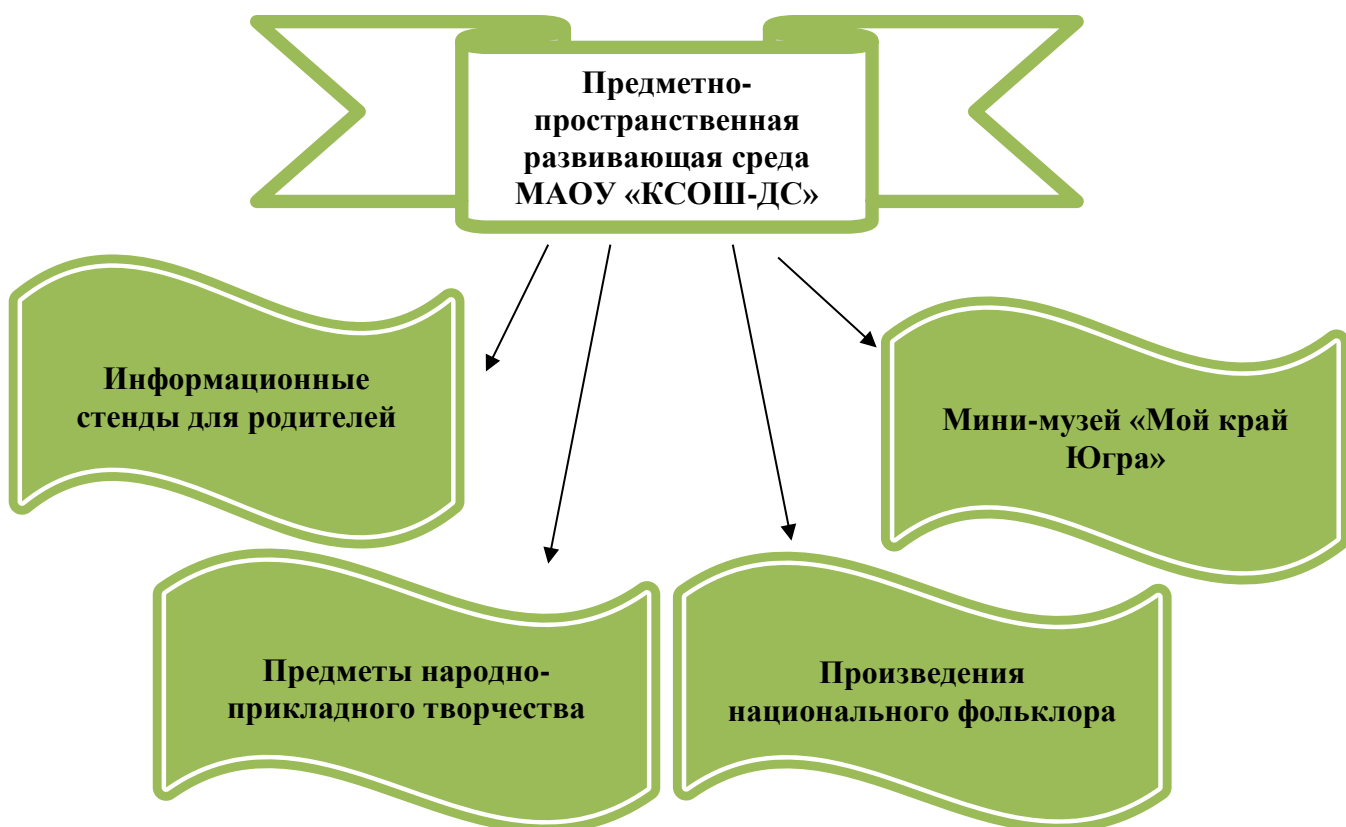 Предметно-
пространственная
развивающая среда
МАОУ «КСОШ-ДС»
Информационные
стенды для родителей
Мини-музей «Мой край
Югра»
Предметы народно-
прикладного творчества
Произведения
национального фольклора